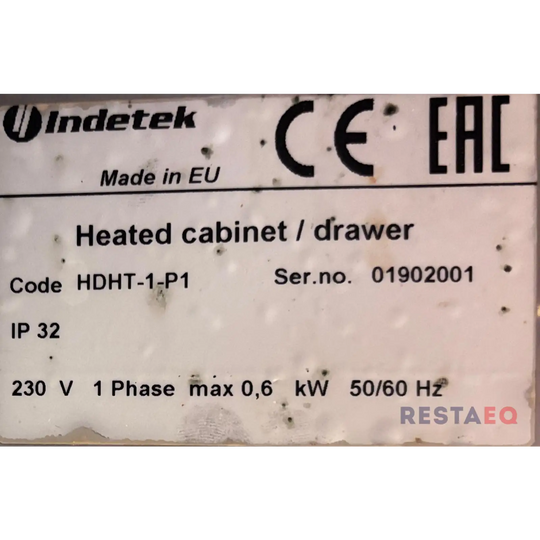 Indetek
CE EAC
Made in EU
Heated cabinet / drawer
Code HDHT-1-P1 Ser.no. 01902001
IP 32
230 V 1 Phase max 0,6 kW 50/60 Hz
RESTAEQ